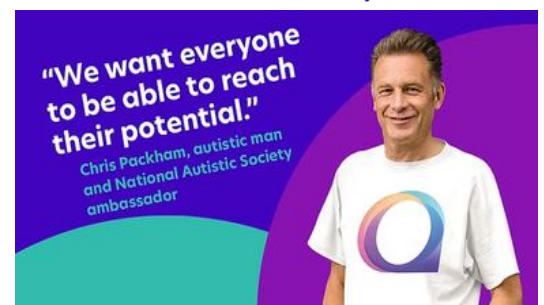 “We want everyone
to be able to reach
their potential.”
Chris Packham, autistic man
and National Autistic Society
ambassador